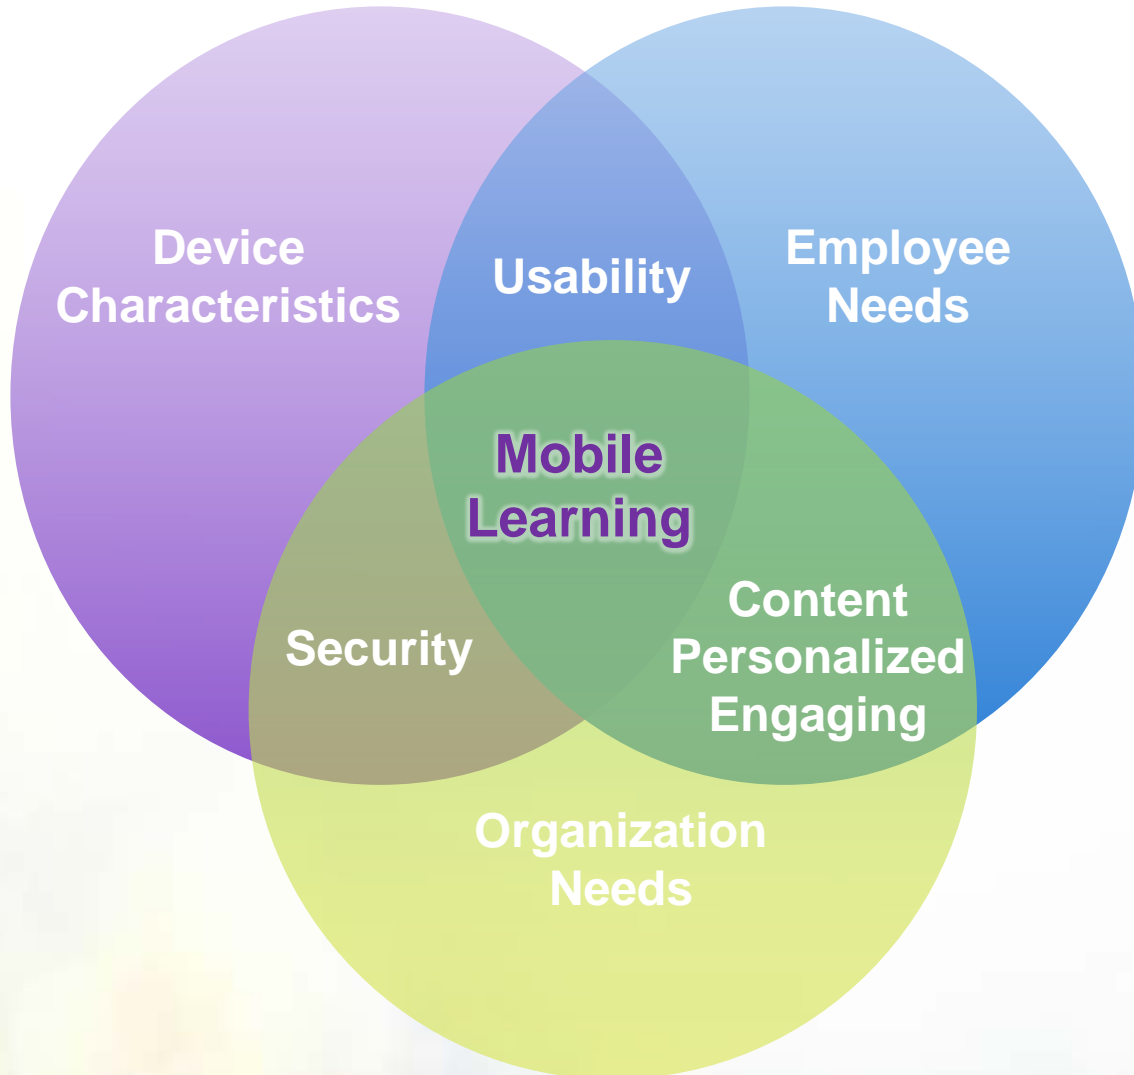 Device
Characteristics
Usability
Employee
Needs
Mobile
Learning
Security
Content
Personalized
Engaging
Organization
Needs